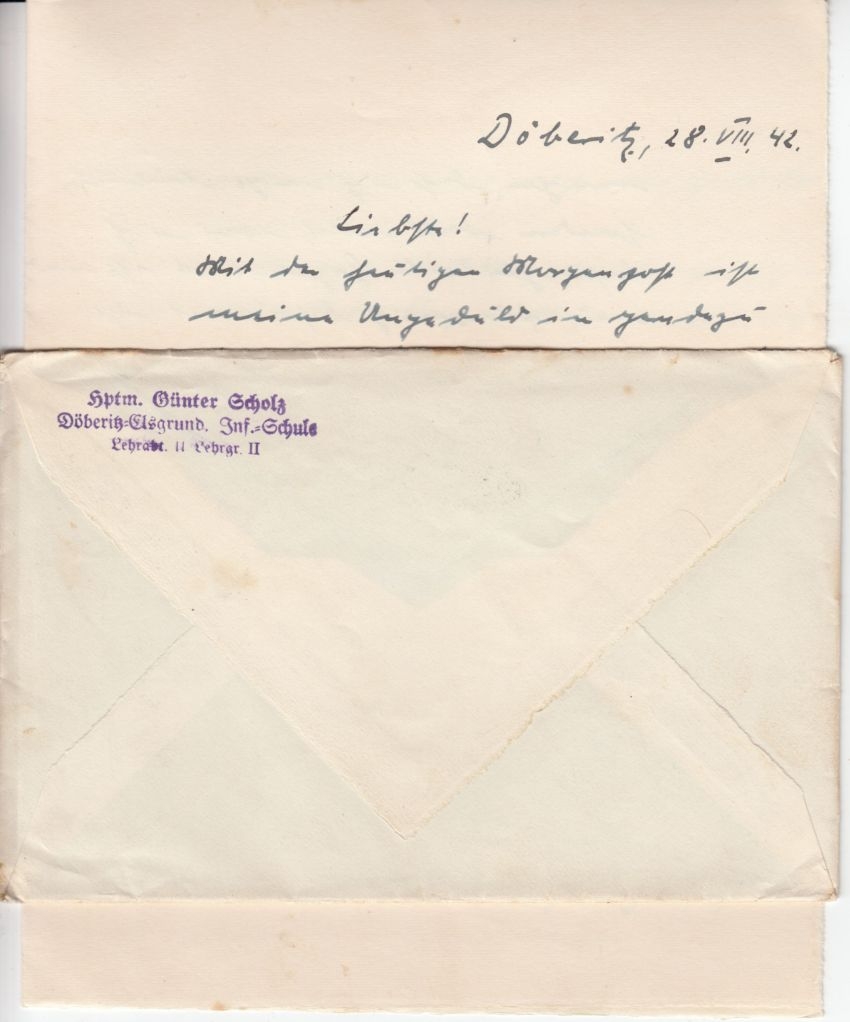 Döberitz, 28. VIII. 42.
Liebste!
Mit der heutigen Morgenpost ist
meine Ungeduld in geradezu
Hptm. Günter Scholz
Döberitz-Elsgrund, Inf.-Schule
Lehrabt. II Lehrgr. II